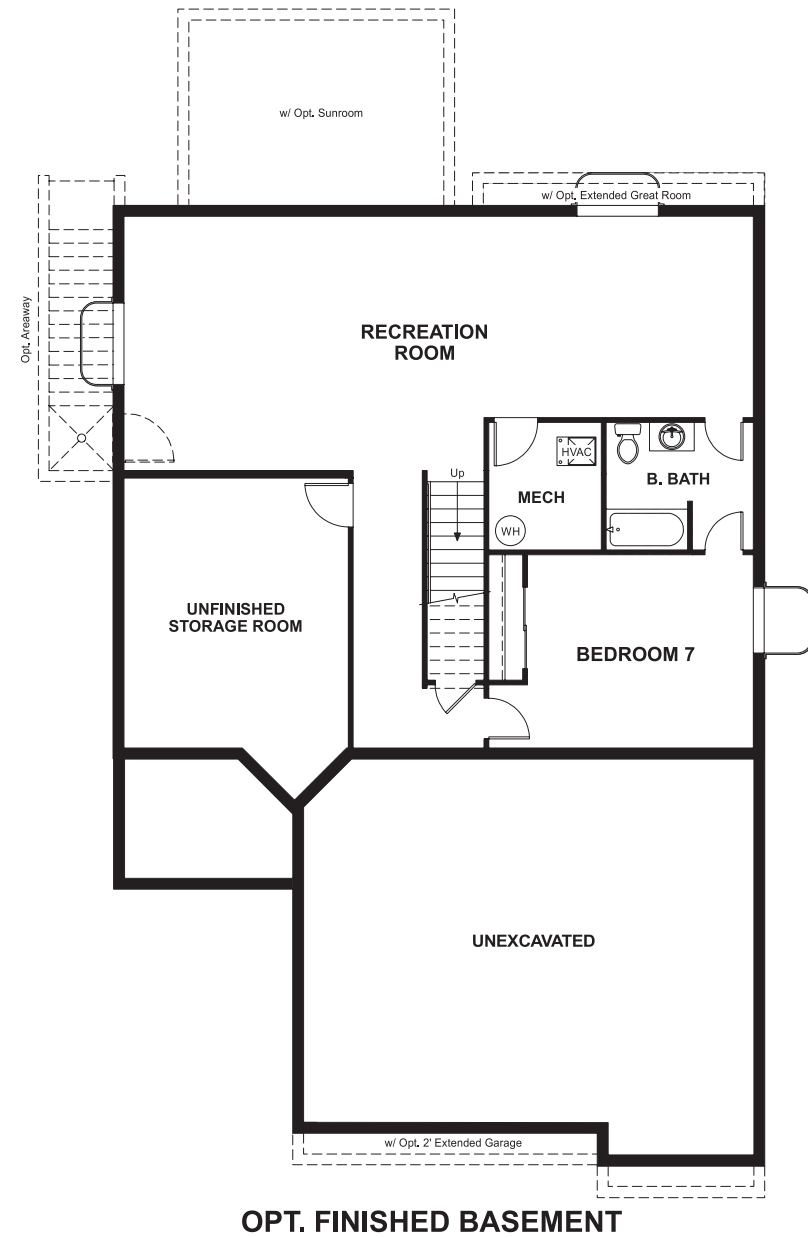 w/ Opt. Sunroom
w/ Opt. Extended Great Room
Opt. Areaway
RECREATION
ROOM
Up
HVAC
MECH
B. BATH
WH
UNFINISHED
STORAGE ROOM
BEDROOM 7
UNEXCAVATED
w/ Opt. 2' Extended Garage
OPT. FINISHED BASEMENT